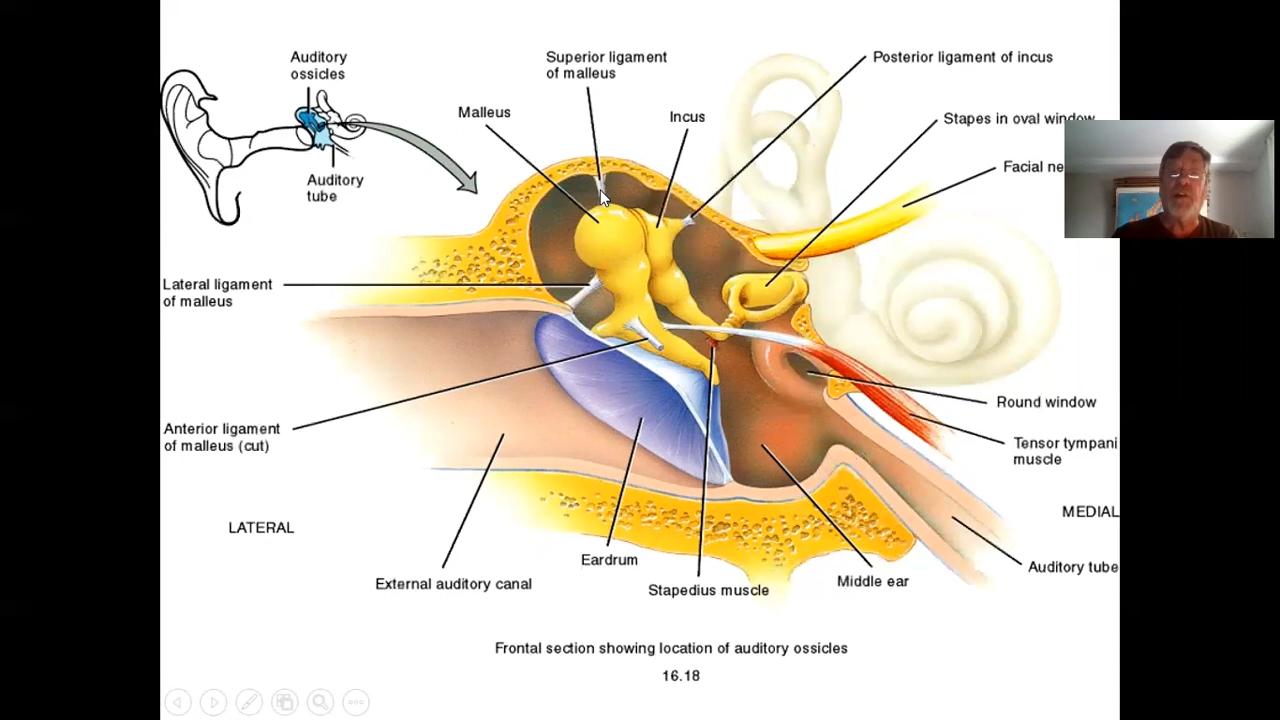 Auditory
ossicles
Superior ligament
of malleus
Posterior ligament of incus
Malleus
Incus
Stapes in oval window
Facial ne
Auditory
tube
Lateral ligament
of malleus
Anterior ligament
of malleus (cut)
Round window
Tensor tympani
muscle
LATERAL
MEDIAL
External auditory canal
Eardrum
Stapedius muscle
Middle ear
Auditory tube
Frontal section showing location of auditory ossicles
16.18